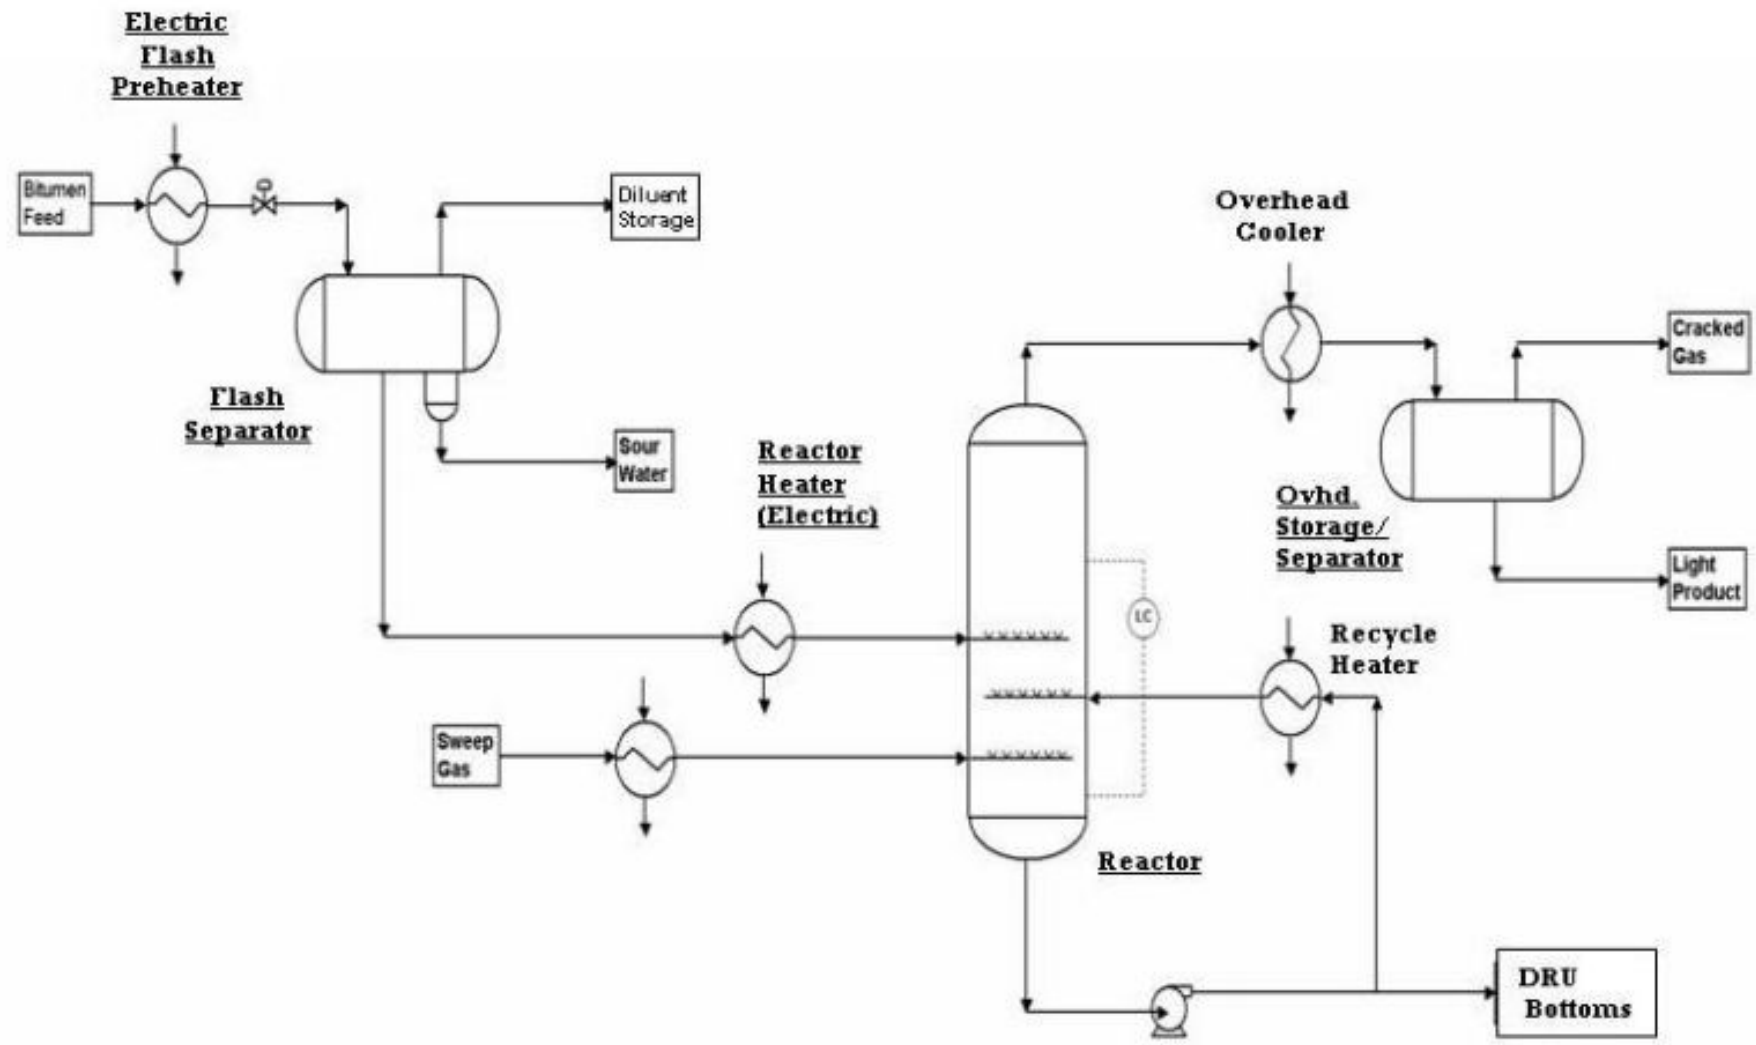 Electric
Flash
Preheater
Bitumen
Feed
Diluent
Storage
Flash
Separator
Sour
Water
Reactor
Heater
(Electric)
Sweep
Gas
Overhead
Cooler
Cracked
Gas
Ovhd.
Storage/
Separator
Light
Product
LC
Recycle
Heater
Reactor
DRU
Bottoms